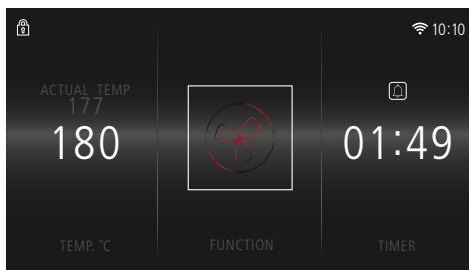 10:10
ACTUAL TEMP
177
180
01:49
TEMP. °C
FUNCTION
TIMER